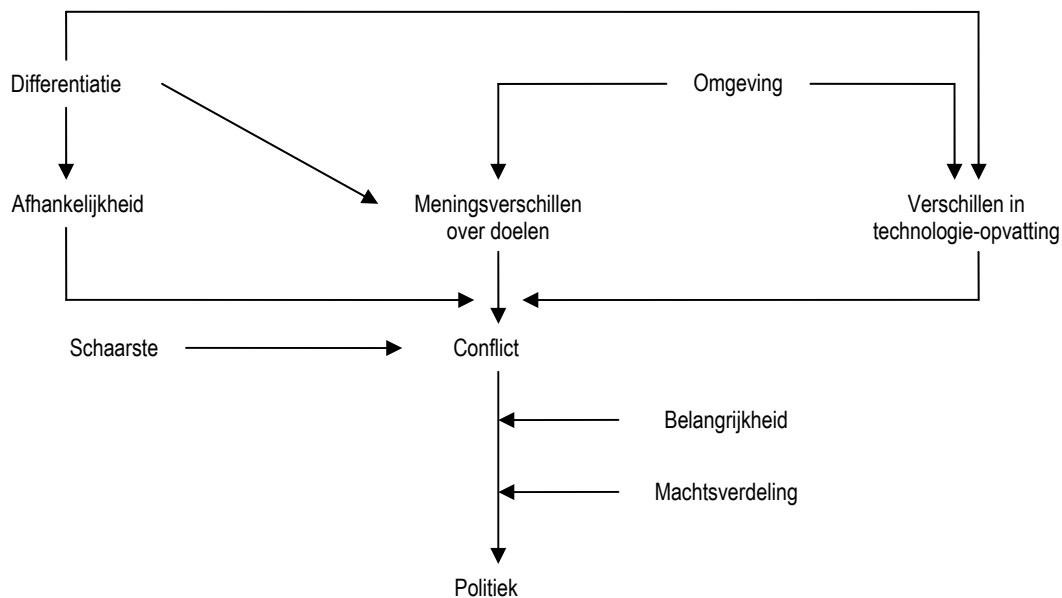 Differentiatie
Omgeving
Afhankelijkheid
Meningsverschillen
over doelen
Verschillen in
technologie-opvatting
Schaarste
Conflict
Belangrijkheid
Machtsverdeling
Politiek